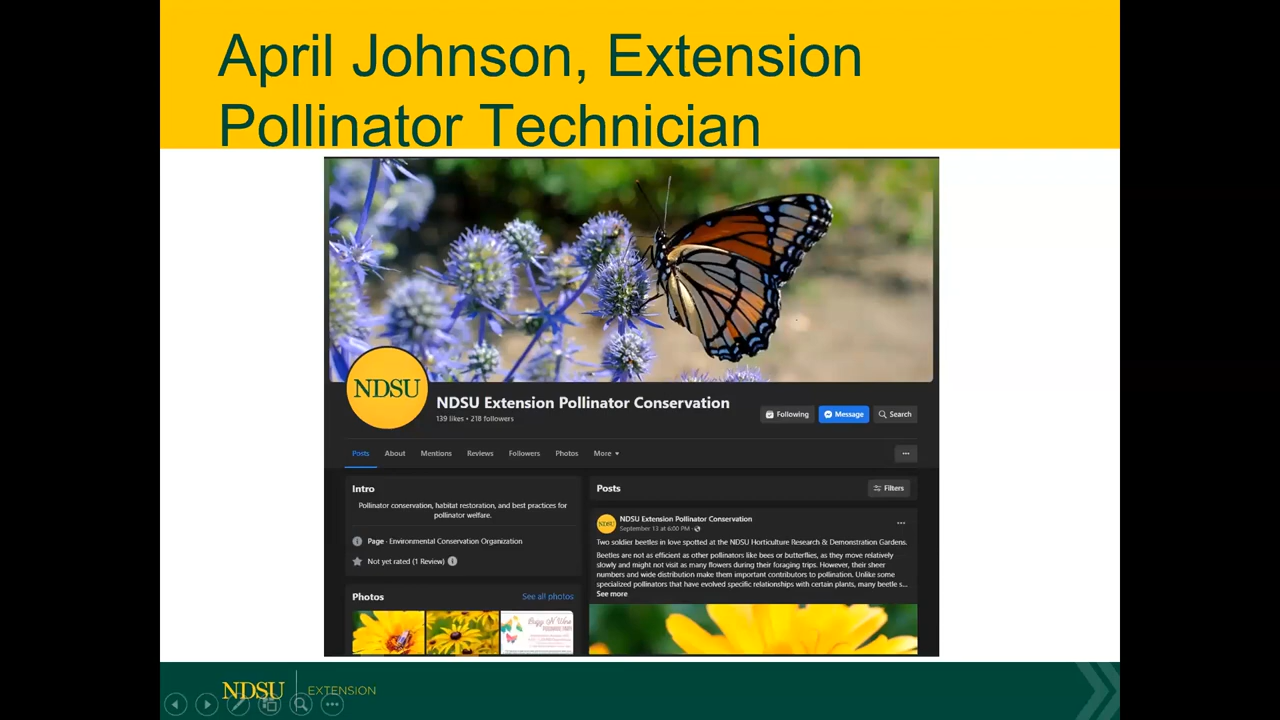 April Johnson, Extension
Pollinator Technician
NDSU
NDSU Extension Pollinator Conservation
139 likes • 218 followers
Following
Message
Search
Posts
About
Mentions
Reviews
Followers
Photos
More
Intro
Pollinator conservation, habitat restoration, and best practices for
pollinator welfare.
Page · Environmental Conservation Organization
Not yet rated (1 Review)
Photos
See all photos
Posts
Filters
NDSU
NDSU Extension Pollinator Conservation
September 13 at 6:00 PM ·
Two soldier beetles in love spotted at the NDSU Horticulture Research & Demonstration Gardens.
Beetles are not as efficient as other pollinators like bees or butterflies, as they move relatively
slowly and might not visit as many flowers during their foraging trips. However, their sheer
numbers and wide distribution make them important contributors to pollination. Unlike some
specialized pollinators that have evolved specific relationships with certain plants, many beetle s...
See more
NDSU
EXTENSION